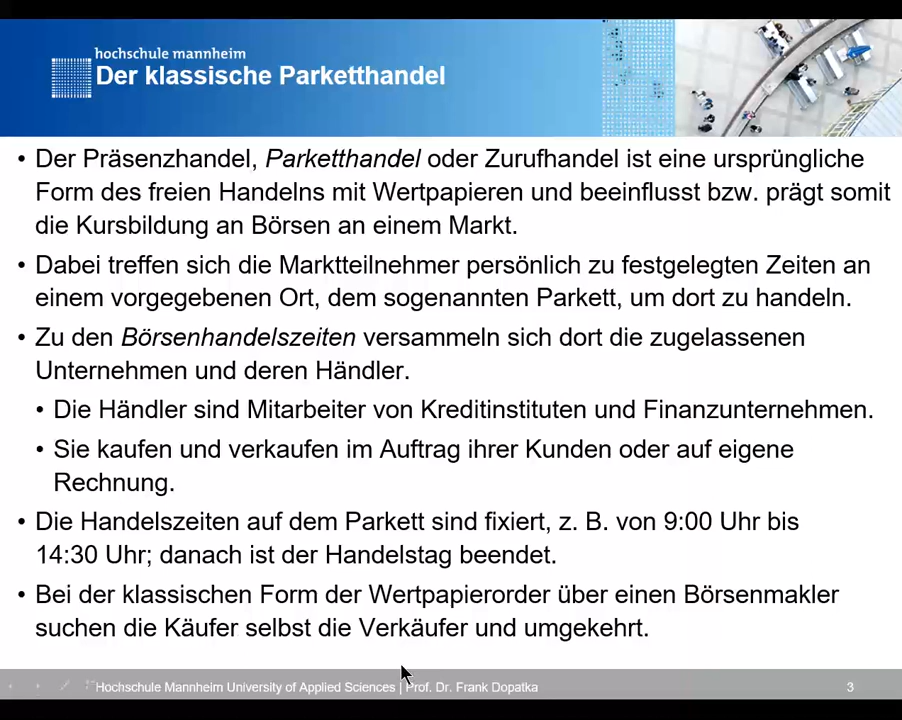 hochschule mannheim
Der klassische Parketthandel
• Der Präsenzhandel, Parketthandel oder Zurufhandel ist eine ursprüngliche
Form des freien Handelns mit Wertpapieren und beeinflusst bzw. prägt somit
die Kursbildung an Börsen an einem Markt.
• Dabei treffen sich die Marktteilnehmer persönlich zu festgelegten Zeiten an
einem vorgegebenen Ort, dem sogenannten Parkett, um dort zu handeln.
• Zu den Börsenhandelszeiten versammeln sich dort die zugelassenen
Unternehmen und deren Händler.
• Die Händler sind Mitarbeiter von Kreditinstituten und Finanzunternehmen.
• Sie kaufen und verkaufen im Auftrag ihrer Kunden oder auf eigene
Rechnung.
• Die Handelszeiten auf dem Parkett sind fixiert, z. B. von 9:00 Uhr bis
14:30 Uhr; danach ist der Handelstag beendet.
• Bei der klassischen Form der Wertpapierorder über einen Börsenmakler
suchen die Käufer selbst die Verkäufer und umgekehrt.
Hochschule Mannheim University of Applied Sciences | Prof. Dr. Frank Dopatka 3